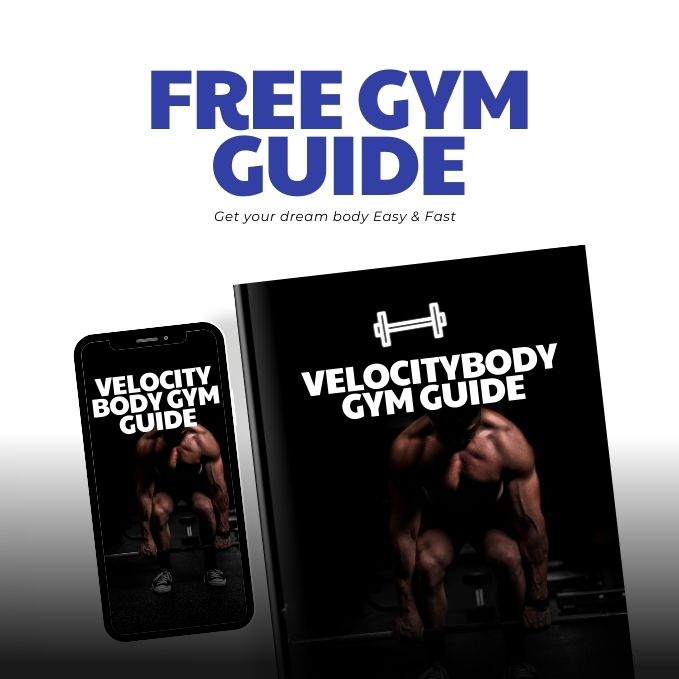 FREE GYM
GUIDE
Get your dream body Easy & Fast
VELOCITY
BODY GYM
GUIDE
VELOCITYBODY
GYM GUIDE